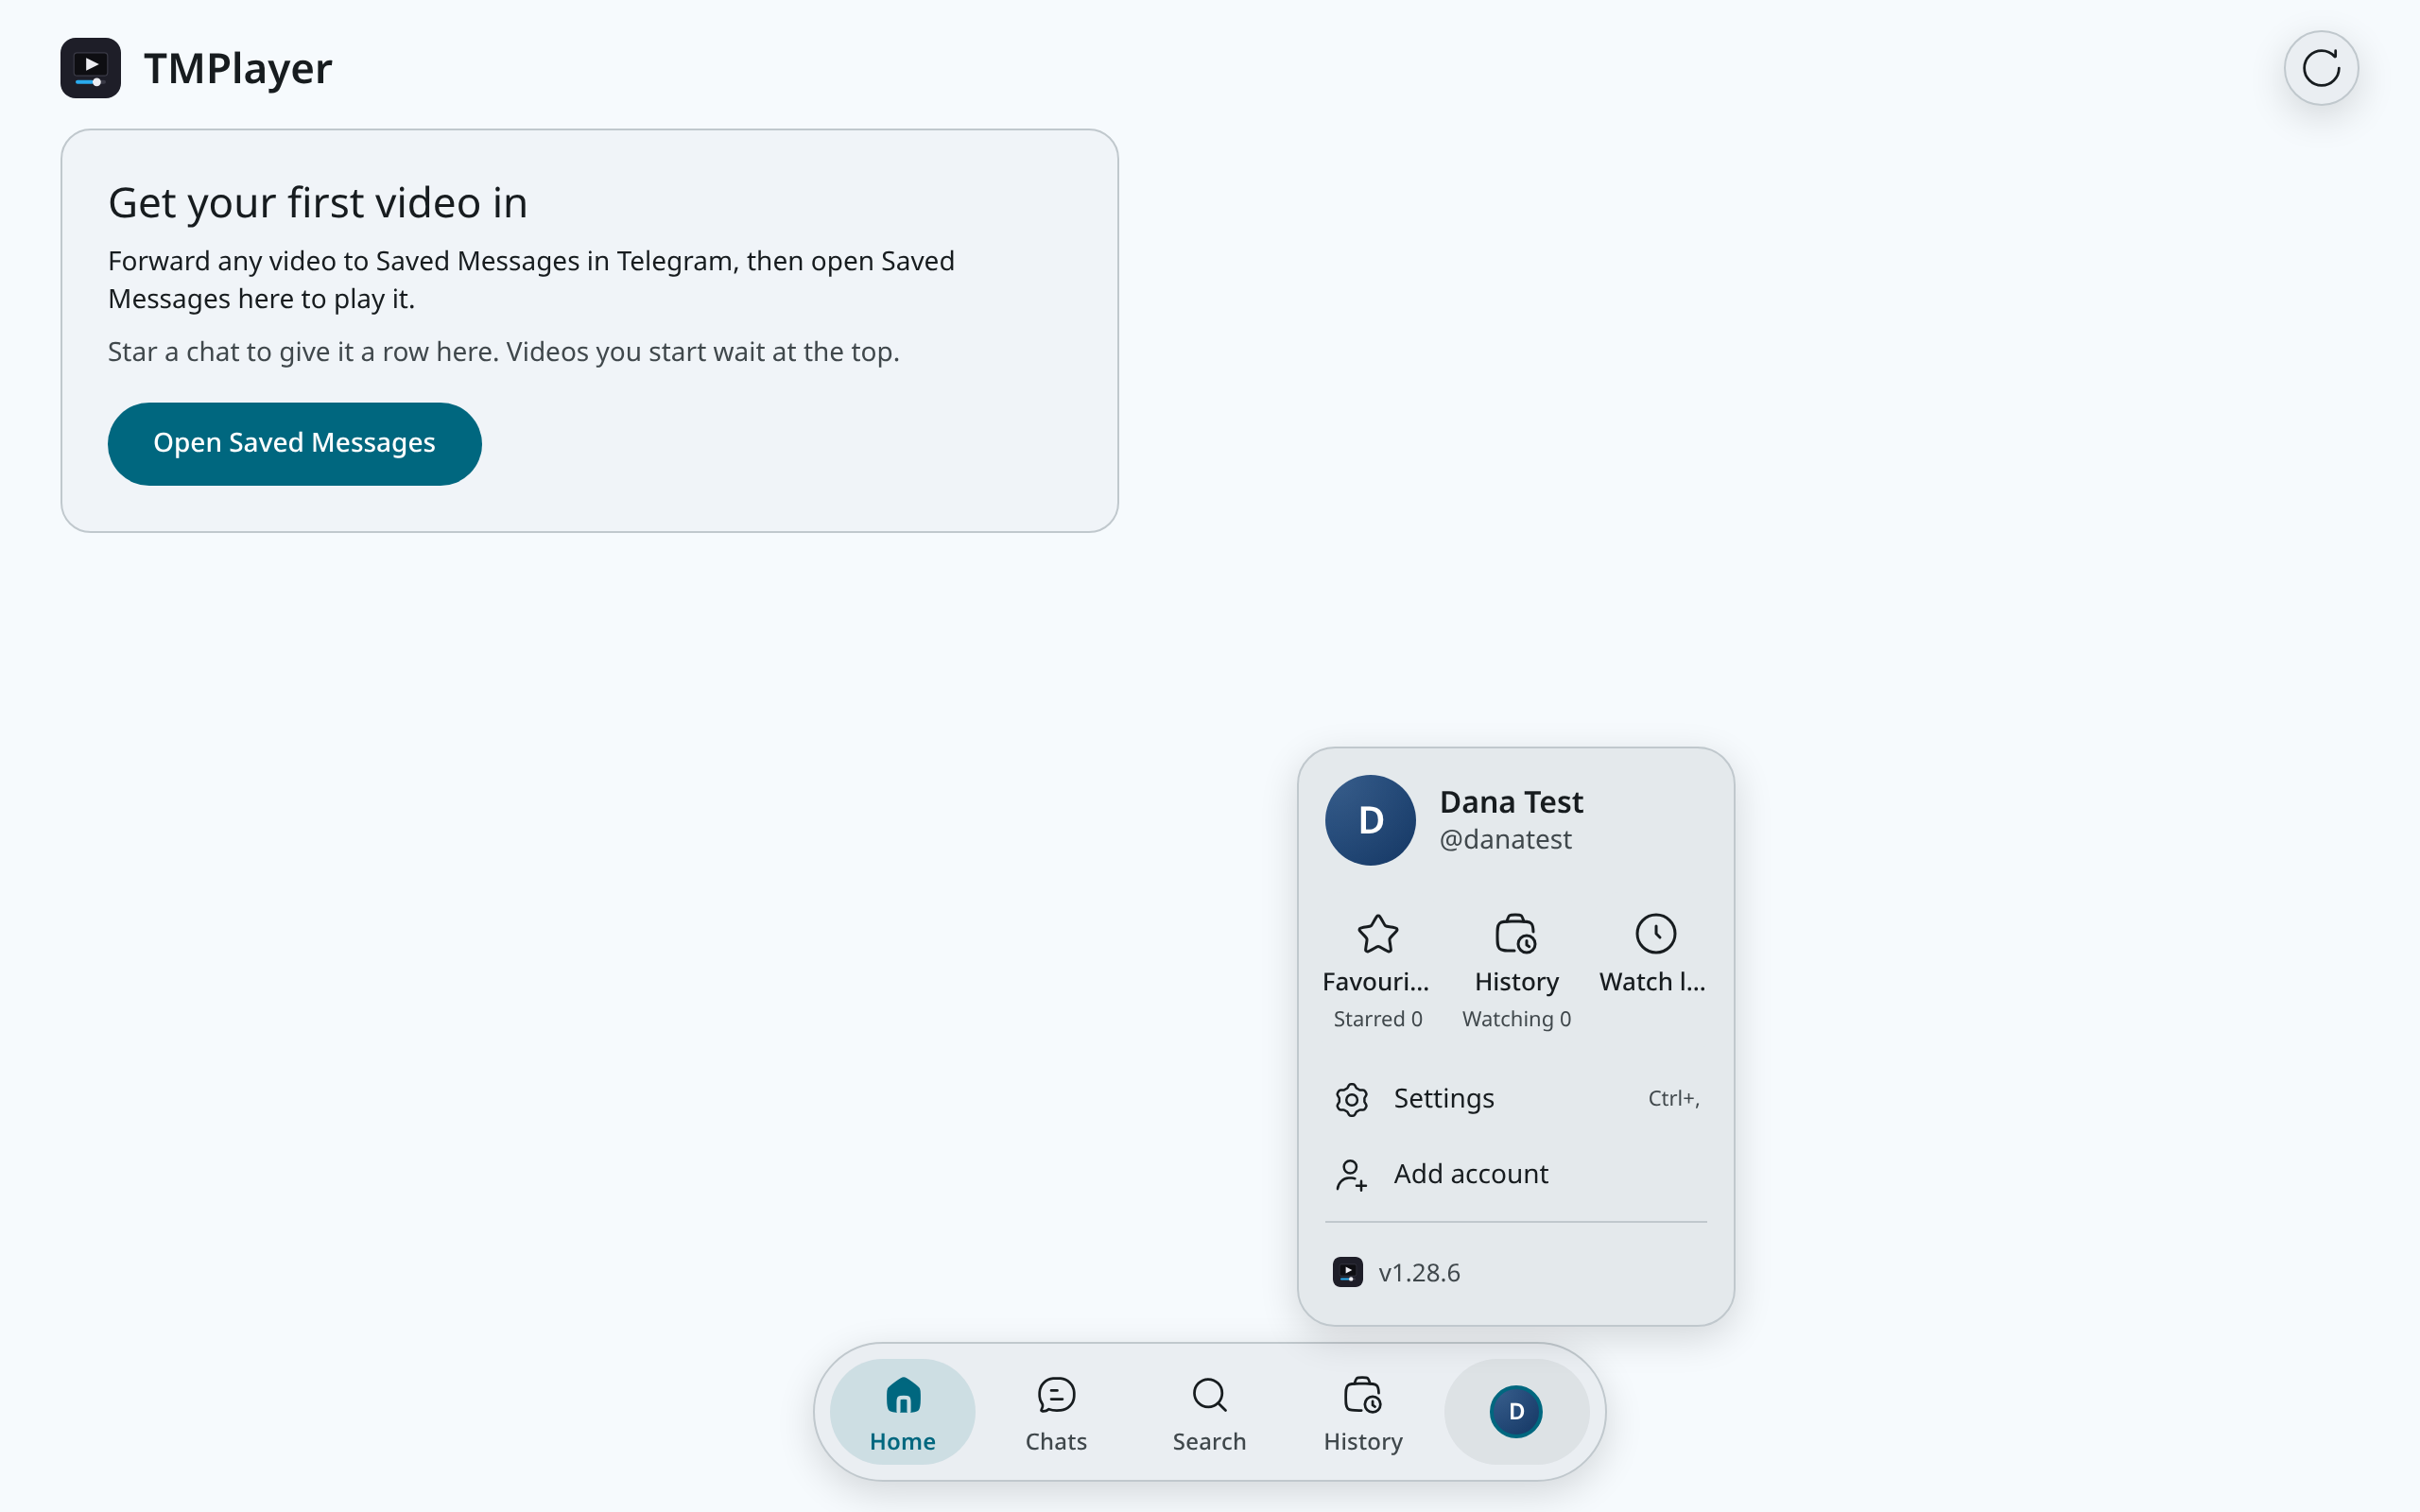 TMPlayer
Get your first video in
Forward any video to Saved Messages in Telegram, then open Saved
Messages here to play it.
Star a chat to give it a row here. Videos you start wait at the top.
Open Saved Messages
D
Dana Test
@danatest
Favouri...
History
Watch l...
Starred 0
Watching 0
Settings
Ctrl+,
Add account
v1.28.6
Home
Chats
Search
History
D